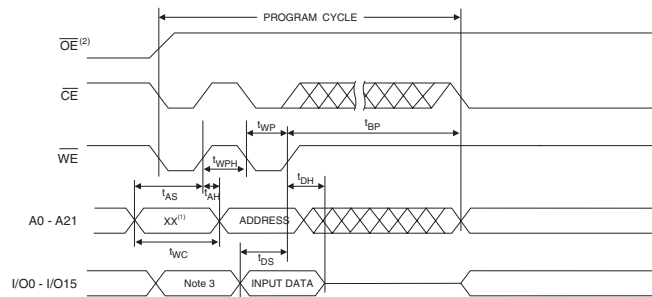 PROGRAM CYCLE
OE (2)
CE
tWP
tBP
WE
tWPH
tDH
tAS
tAH
A0 - A21
XX(1)
ADDRESS
tWC
tDS
I/O0 - I/O15
Note 3
INPUT DATA